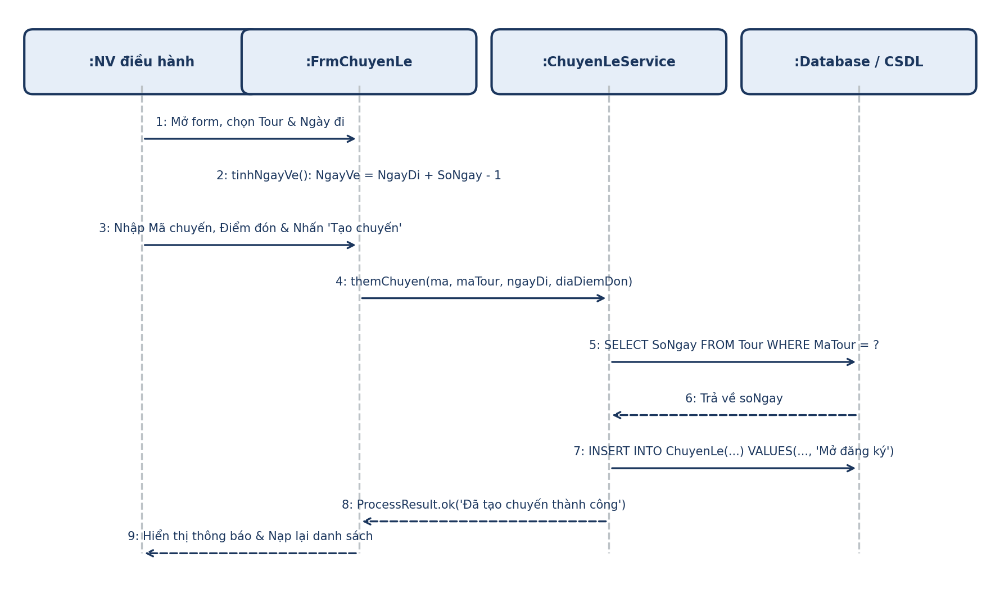 :NV điều hành
:FrmChuyenLe
:ChuyenLeService
:Database / CSDL
1: Mở form, chọn Tour & Ngày đi
2: tinhNgayVe(): NgayVe = NgayDi + SoNgay - 1
3: Nhập Mã chuyến, Điểm đón & Nhấn 'Tạo chuyến'
4: themChuyen(ma, maTour, ngayDi, diaDiemDon)
5: SELECT SoNgay FROM Tour WHERE MaTour = ?
6: Trả về soNgay
7: INSERT INTO ChuyenLe(...) VALUES(..., 'Mở đăng ký')
8: ProcessResult.ok('Đã tạo chuyến thành công')
9: Hiển thị thông báo & Nạp lại danh sách